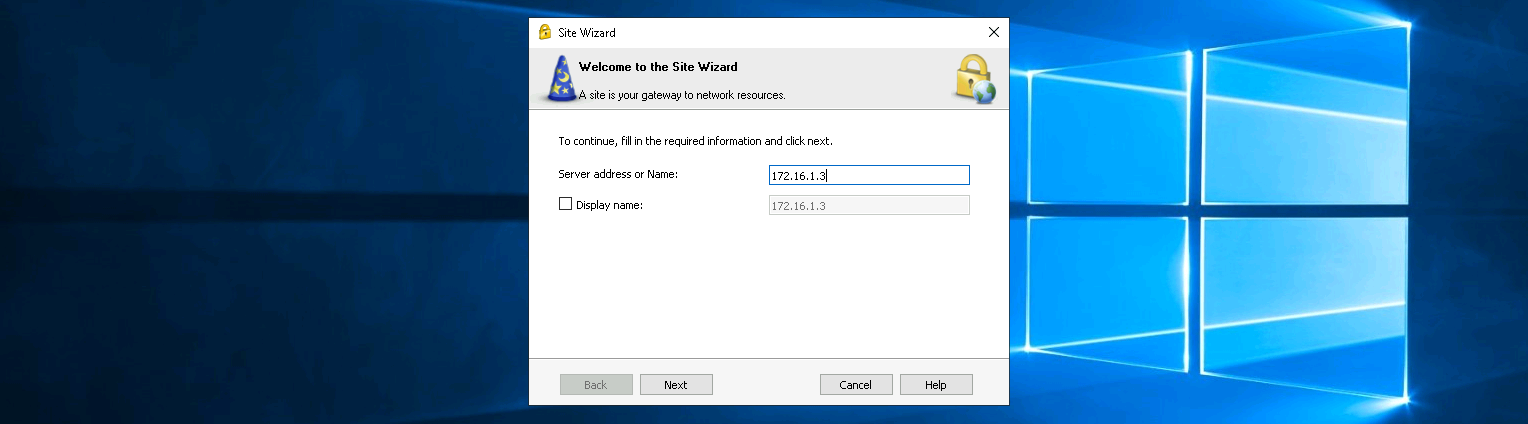 Site Wizard
Welcome to the Site Wizard
A site is your gateway to network resources.
To continue, fill in the required information and click next.
Server address or Name: 172.16.1.3
Display name: 172.16.1.3
Back Next Cancel Help